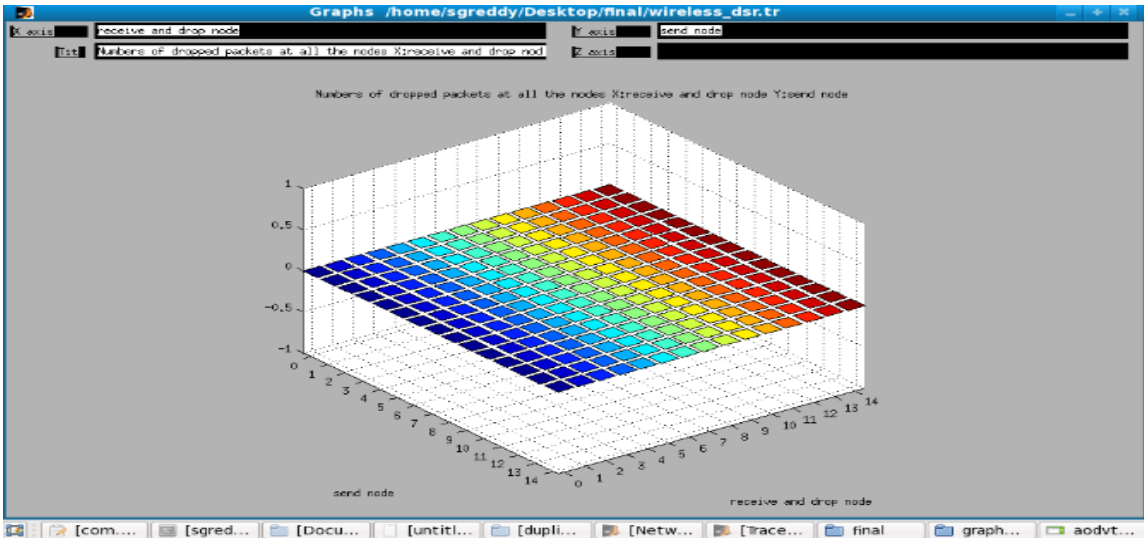 Graphs /home/sgreddy/Desktop/final/wireless_dsr.tr
X axis receive and drop node Y axis send node
Tit Numbers of dropped packets at all the nodes X:receive and drop nod Z axis
Numbers of dropped packets at all the nodes X:receive and drop node Y:send node
1
0.5
0
-0.5
-1
0 1 2 3 4 5 6 7 8 9 10 11 12 13 14
0 1 2 3 4 5 6 7 8 9 10 11 12 13 14
send node
receive and drop node
[com.... [sgred... [Docu... [untitl... [dupli... [Netw... [Trace... final graph... aodvt...